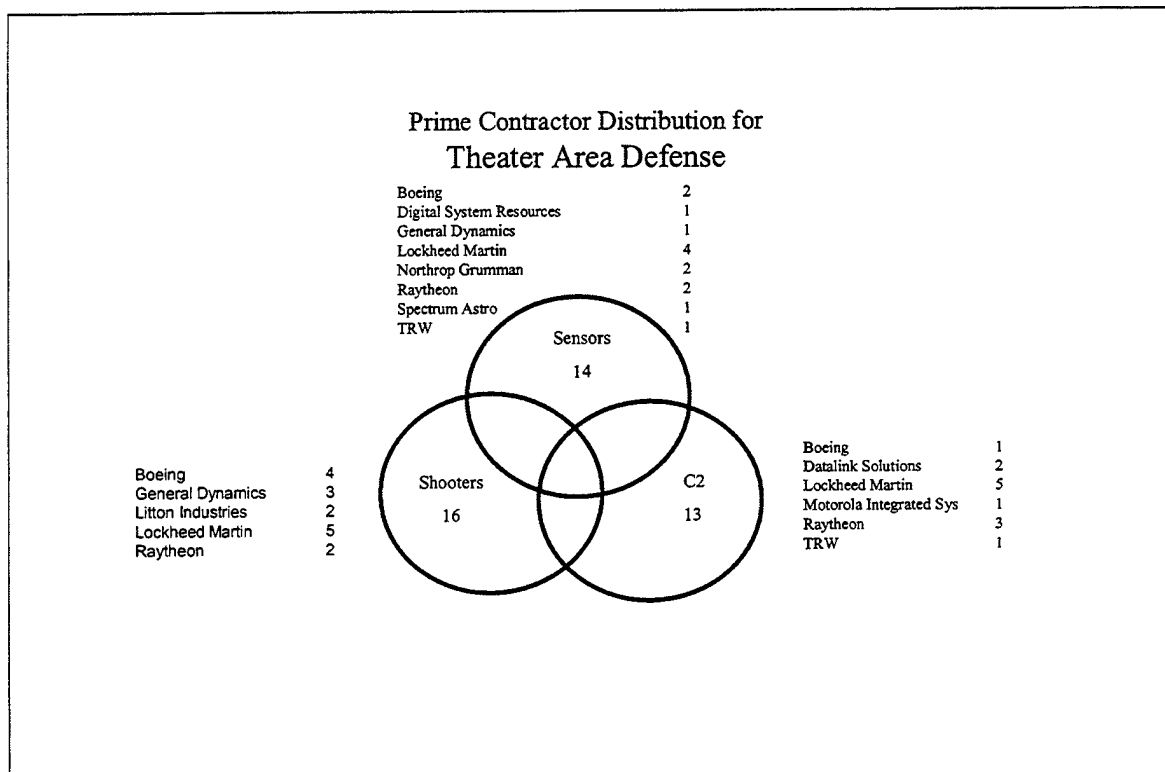 Prime Contractor Distribution for
Theater Area Defense
Boeing 2
Digital System Resources 1
General Dynamics 1
Lockheed Martin 4
Northrop Grumman 2
Raytheon 2
Spectrum Astro 1
TRW 1
Sensors
14
Boeing 4
General Dynamics 3
Litton Industries 2
Lockheed Martin 5
Raytheon 2
Shooters
16
C2
13
Boeing 1
Datalink Solutions 2
Lockheed Martin 5
Motorola Integrated Sys 1
Raytheon 3
TRW 1